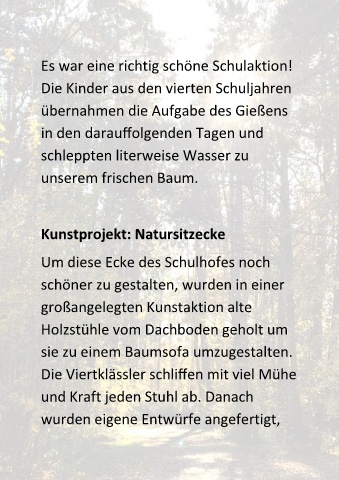 Es war eine richtig schöne Schulaktion!
Die Kinder aus den vierten Schuljahren
übernahmen die Aufgabe des Gießens
in den darauffolgenden Tagen und
schleppten literweise Wasser zu
unserem frischen Baum.
Kunstprojekt: Natursitzecke
Um diese Ecke des Schulhofes noch
schöner zu gestalten, wurden in einer
großangelegten Kunstaktion alte
Holzstühle vom Dachboden geholt um
sie zu einem Baumsofa umzugestalten.
Die Viertklässler schliffen mit viel Mühe
und Kraft jeden Stuhl ab. Danach
wurden eigene Entwürfe angefertigt,